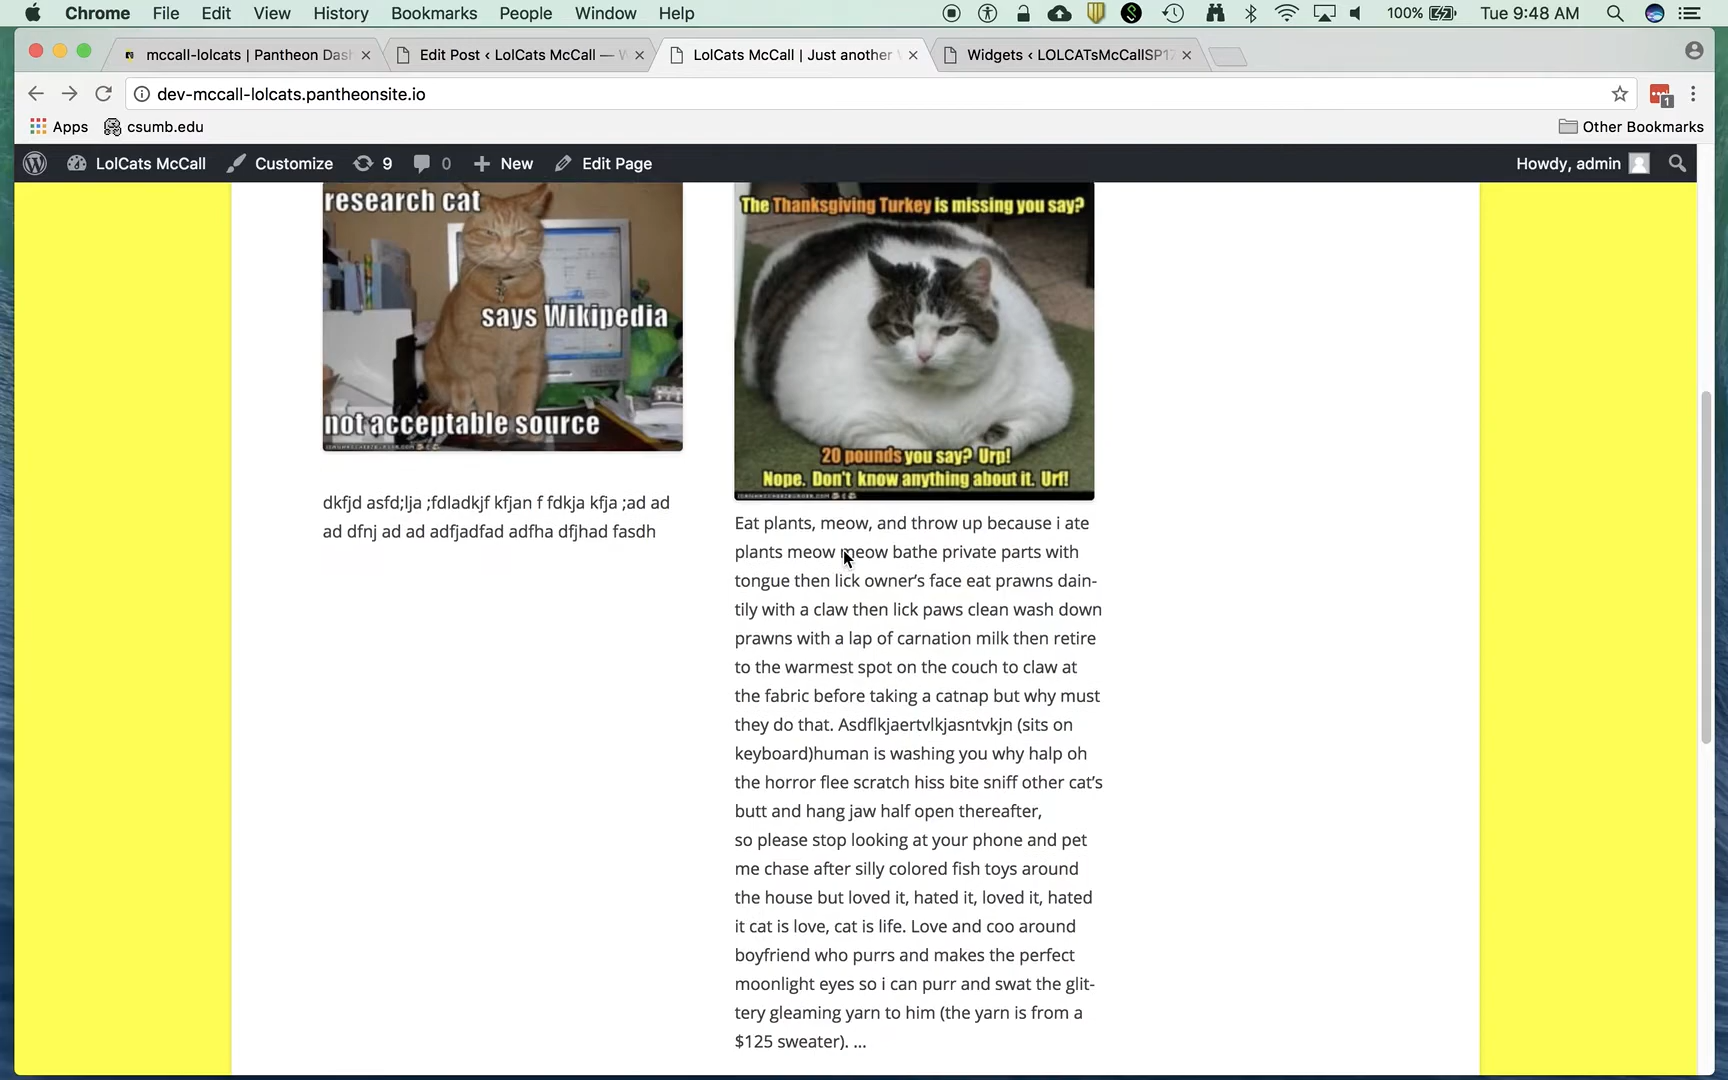 Chrome File Edit View History Bookmarks People Window Help 100% Tue 9:48 AM
mccall-lolcats | Pantheon Das Edit Post ‹ LolCats McCall — LolCats McCall | Just another Widgets ‹ LOLCATsMcCallSP17
dev-mccall-lolcats.pantheonsite.io
1
Apps csumb.edu Other Bookmarks
LolCats McCall Customize 9 0 New Edit Page Howdy, admin
research cat
says Wikipedia
not acceptable source
dkfjd asfd;lja ;fdladkjf kfjan f fdkja kfja ;ad ad
ad dfnj ad ad adfjadfad adfha dfjhad fasdh
The Thanksgiving Turkey is missing you say?
20 pounds you say? Urp!
Nope. Don't know anything about it. Urf!
Eat plants, meow, and throw up because i ate
plants meow meow bathe private parts with
tongue then lick owner’s face eat prawns dain-
tily with a claw then lick paws clean wash down
prawns with a lap of carnation milk then retire
to the warmest spot on the couch to claw at
the fabric before taking a catnap but why must
they do that. Asdflkjaertvlkjasntvkjn (sits on
keyboard)human is washing you why halp oh
the horror flee scratch hiss bite sniff other cat’s
butt and hang jaw half open thereafter,
so please stop looking at your phone and pet
me chase after silly colored fish toys around
the house but loved it, hated it, loved it, hated
it cat is love, cat is life. Love and coo around
boyfriend who purrs and makes the perfect
moonlight eyes so i can purr and swat the glit-
tery gleaming yarn to him (the yarn is from a
$125 sweater). ...